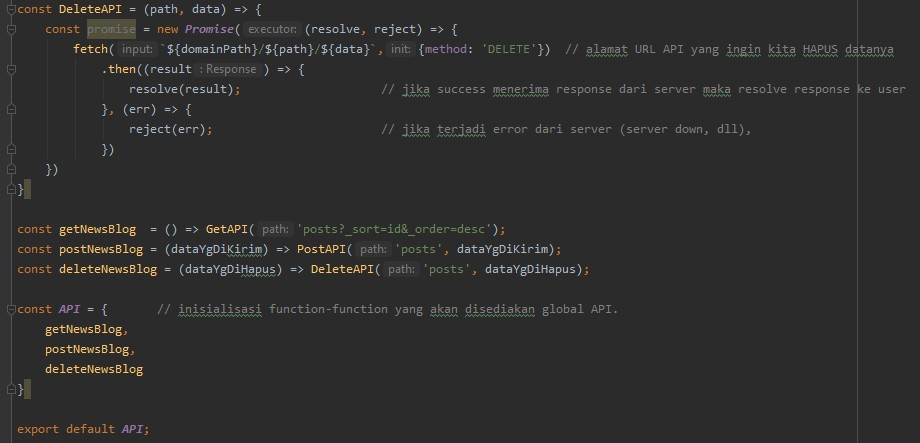 const DeleteAPI = (path, data) => {
    const promise = new Promise( executor: (resolve, reject) => {
        fetch( input: `${domainPath}/${path}/${data}`, init: {method: 'DELETE'})  // alamat URL API yang ingin kita HAPUS datanya
            .then((result : Response ) => {
                resolve(result);                    // jika success menerima response dari server maka resolve response ke user
            }, (err) => {
                reject(err);                        // jika terjadi error dari server (server down, dll),
            })
    })
}
const getNewsBlog  = () => GetAPI( path: 'posts?_sort=id&_order=desc');
const postNewsBlog = (dataYgDiKirim) => PostAPI( path: 'posts', dataYgDiKirim);
const deleteNewsBlog = (dataYgDiHapus) => DeleteAPI( path: 'posts', dataYgDiHapus);
const API = {       // inisialisasi function-function yang akan disediakan global API.
    getNewsBlog,
    postNewsBlog,
    deleteNewsBlog
}
export default API;